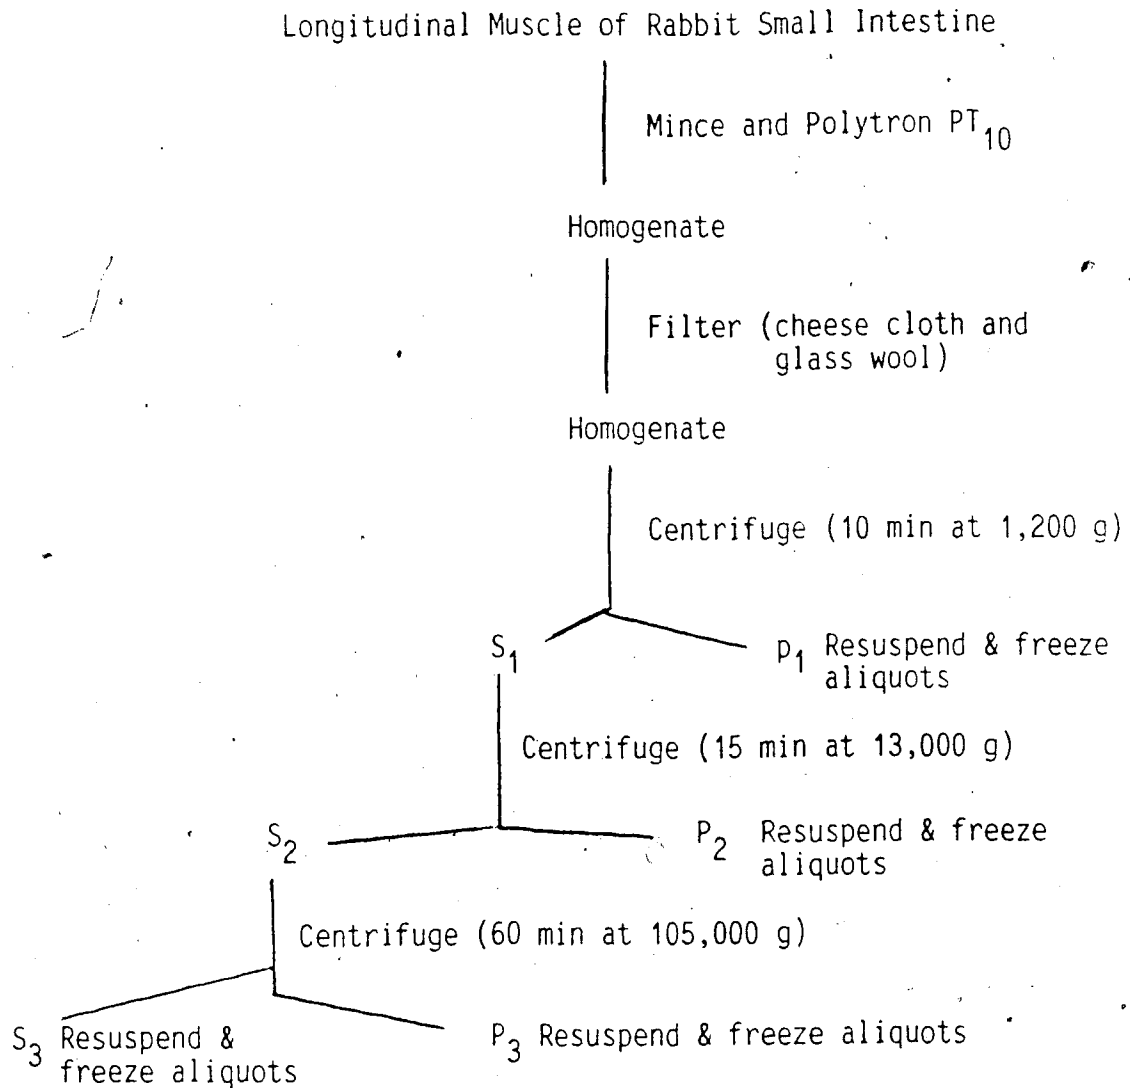 Longitudinal Muscle of Rabbit Small Intestine
Mince and Polytron PT10
Homogenate
Filter (cheese cloth and
glass wool)
Homogenate
Centrifuge (10 min at 1,200 g)
S1
p1 Resuspend & freeze
aliquots
Centrifuge (15 min at 13,000 g)
S2
P2 Resuspend & freeze
aliquots
Centrifuge (60 min at 105,000 g)
S3 Resuspend &
freeze aliquots
P3 Resuspend & freeze aliquots